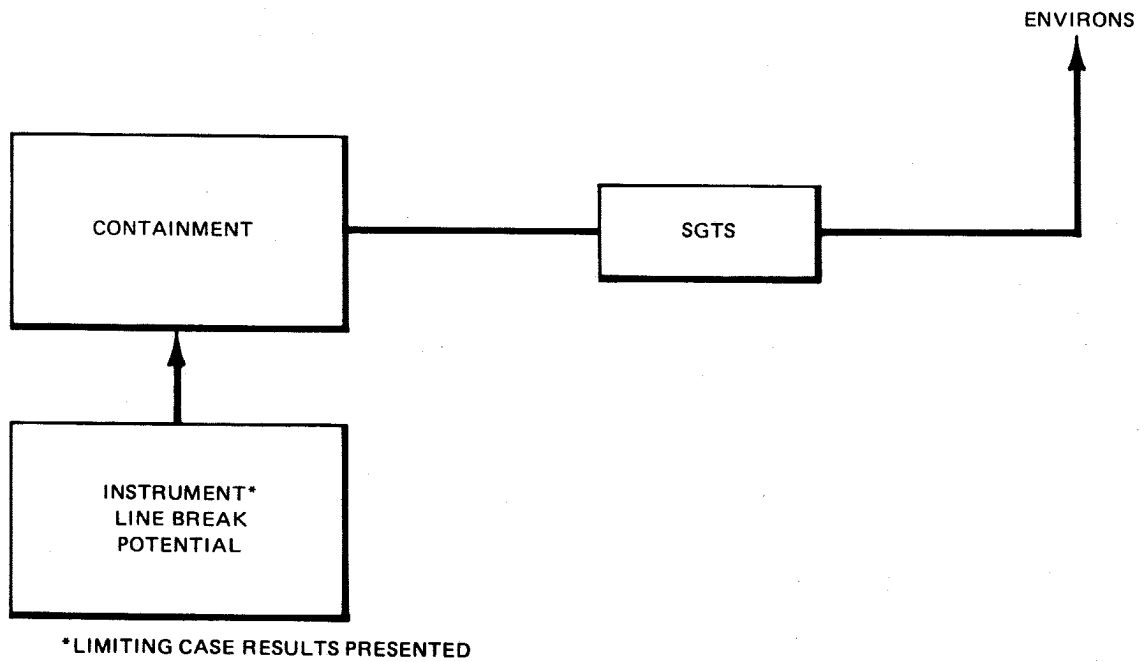 ENVIRONS
CONTAINMENT
SGTS
INSTRUMENT*
LINE BREAK
POTENTIAL
*LIMITING CASE RESULTS PRESENTED